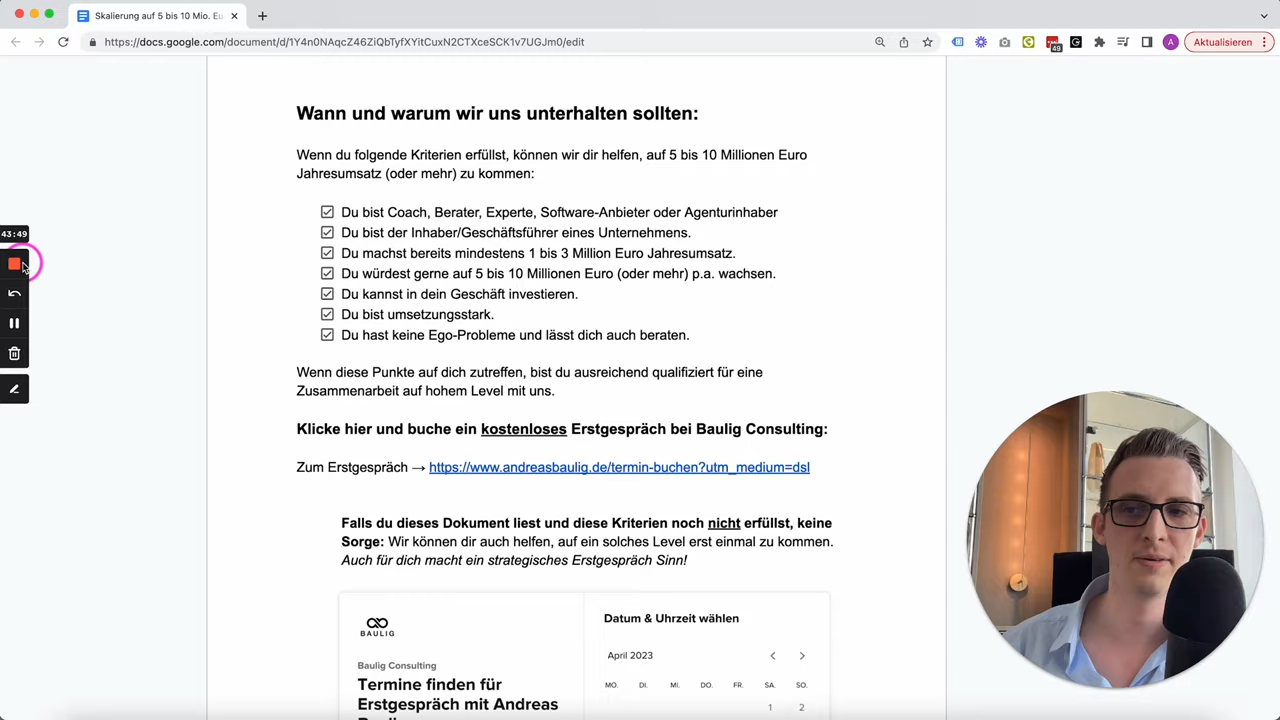 Skalierung auf 5 bis 10 Mio. Eu
https://docs.google.com/document/d/1Y4n0NAqcZ46ZiQbTyfXYitCuxN2CTXceSCK1v7UGJm0/edit
49
A
Aktualisieren
Wann und warum wir uns unterhalten sollten:
Wenn du folgende Kriterien erfüllst, können wir dir helfen, auf 5 bis 10 Millionen Euro
Jahresumsatz (oder mehr) zu kommen:
Du bist Coach, Berater, Experte, Software-Anbieter oder Agenturinhaber
Du bist der Inhaber/Geschäftsführer eines Unternehmens.
43:49
Du machst bereits mindestens 1 bis 3 Million Euro Jahresumsatz.
Du würdest gerne auf 5 bis 10 Millionen Euro (oder mehr) p.a. wachsen.
Du kannst in dein Geschäft investieren.
Du bist umsetzungsstark.
Du hast keine Ego-Probleme und lässt dich auch beraten.
Wenn diese Punkte auf dich zutreffen, bist du ausreichend qualifiziert für eine
Zusammenarbeit auf hohem Level mit uns.
Klicke hier und buche ein kostenloses Erstgespräch bei Baulig Consulting:
Zum Erstgespräch → https://www.andreasbaulig.de/termin-buchen?utm_medium=dsl
Falls du dieses Dokument liest und diese Kriterien noch nicht erfüllst, keine
Sorge: Wir können dir auch helfen, auf ein solches Level erst einmal zu kommen.
Auch für dich macht ein strategisches Erstgespräch Sinn!
BAULIG
Baulig Consulting
Termine finden für
Erstgespräch mit Andreas
Datum & Uhrzeit wählen
April 2023
MO. DI. MI. DO. FR. SA. SO.
1 2